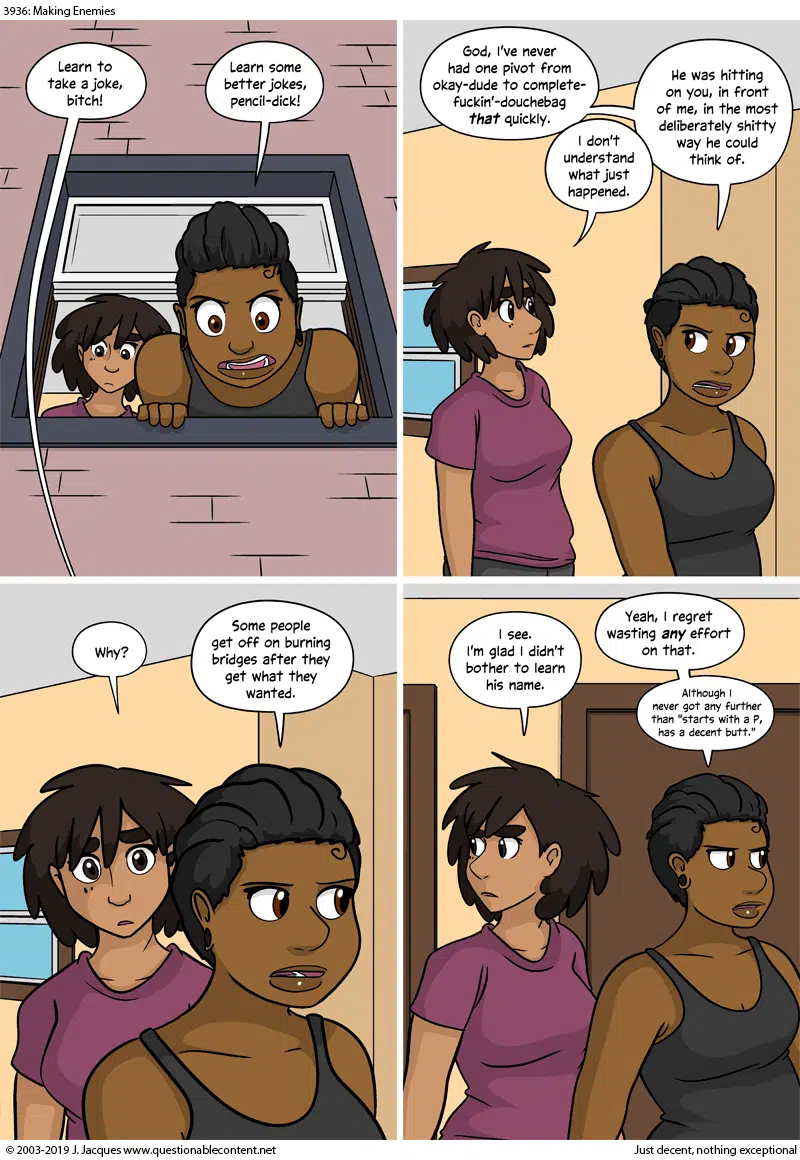 3936: Making Enemies
Learn to
take a joke,
bitch!
Learn some
better jokes,
pencil-dick!
God, I've never
had one pivot from
okay-dude to complete-
fuckin'-douchebag
that quickly.
I don't
understand
what just
happened.
He was hitting
on you, in front
of me, in the most
deliberately shitty
way he could
think of.
Why?
Some people
get off on burning
bridges after they
get what they
wanted.
I see.
I'm glad I didn't
bother to learn
his name.
Yeah, I regret
wasting any effort
on that.
Although I
never got any further
than "starts with a P,
has a decent butt."
© 2003-2019 J. Jacques www.questionablecontent.net
Just decent, nothing exceptional